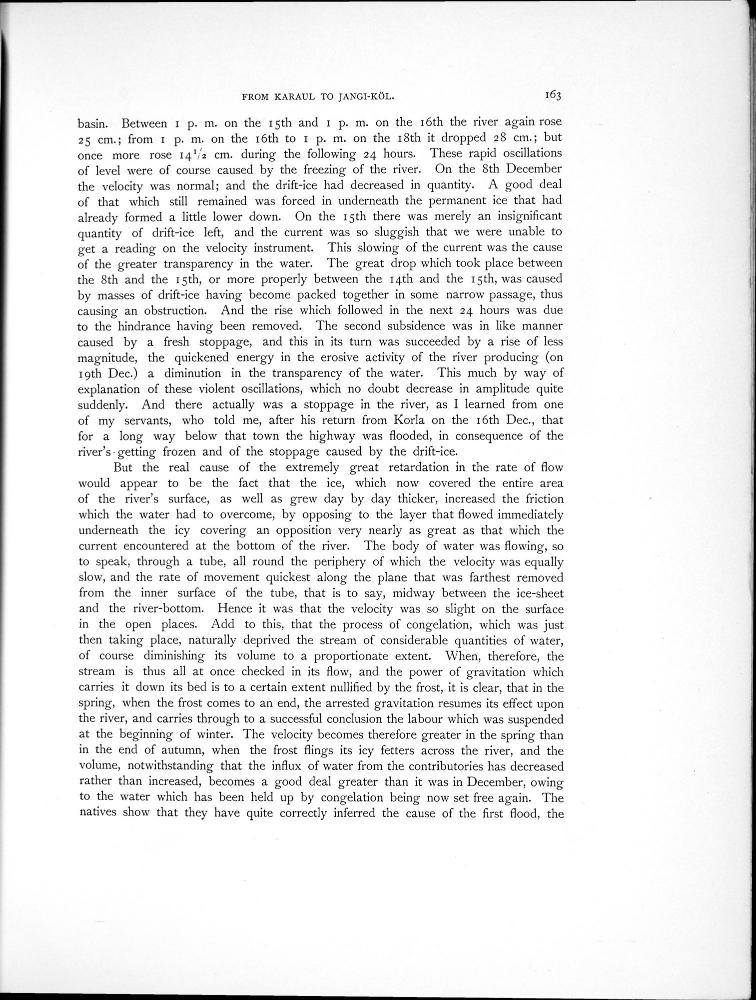 FROM KARAUL TO JANGI-KÖL. 163
basin. Between 1 p. m. on the 15th and 1 p. m. on the 16th the river again rose
25 cm.; from 1 p. m. on the 16th to 1 p. m. on the 18th it dropped 28 cm.; but
once more rose 14 1/2 cm. during the following 24 hours. These rapid oscillations
of level were of course caused by the freezing of the river. On the 8th December
the velocity was normal; and the drift-ice had decreased in quantity. A good deal
of that which still remained was forced in underneath the permanent ice that had
already formed a little lower down. On the 15th there was merely an insignificant
quantity of drift-ice left, and the current was so sluggish that we were unable to
get a reading on the velocity instrument. This slowing of the current was the cause
of the greater transparency in the water. The great drop which took place between
the 8th and the 15th, or more properly between the 14th and the 15th, was caused
by masses of drift-ice having become packed together in some narrow passage, thus
causing an obstruction. And the rise which followed in the next 24 hours was due
to the hindrance having been removed. The second subsidence was in like manner
caused by a fresh stoppage, and this in its turn was succeeded by a rise of less
magnitude, the quickened energy in the erosive activity of the river producing (on
19th Dec.) a diminution in the transparency of the water. This much by way of
explanation of these violent oscillations, which no doubt decrease in amplitude quite
suddenly. And there actually was a stoppage in the river, as I learned from one
of my servants, who told me, after his return from Korla on the 16th Dec., that
for a long way below that town the highway was flooded, in consequence of the
river's getting frozen and of the stoppage caused by the drift-ice.
But the real cause of the extremely great retardation in the rate of flow
would appear to be the fact that the ice, which now covered the entire area
of the river's surface, as well as grew day by day thicker, increased the friction
which the water had to overcome, by opposing to the layer that flowed immediately
underneath the icy covering an opposition very nearly as great as that which the
current encountered at the bottom of the river. The body of water was flowing, so
to speak, through a tube, all round the periphery of which the velocity was equally
slow, and the rate of movement quickest along the plane that was farthest removed
from the inner surface of the tube, that is to say, midway between the ice-sheet
and the river-bottom. Hence it was that the velocity was so slight on the surface
in the open places. Add to this, that the process of congelation, which was just
then taking place, naturally deprived the stream of considerable quantities of water,
of course diminishing its volume to a proportionate extent. When, therefore, the
stream is thus all at once checked in its flow, and the power of gravitation which
carries it down its bed is to a certain extent nullified by the frost, it is clear, that in the
spring, when the frost comes to an end, the arrested gravitation resumes its effect upon
the river, and carries through to a successful conclusion the labour which was suspended
at the beginning of winter. The velocity becomes therefore greater in the spring than
in the end of autumn, when the frost flings its icy fetters across the river, and the
volume, notwithstanding that the influx of water from the contributories has decreased
rather than increased, becomes a good deal greater than it was in December, owing
to the water which has been held up by congelation being now set free again. The
natives show that they have quite correctly inferred the cause of the first flood, the